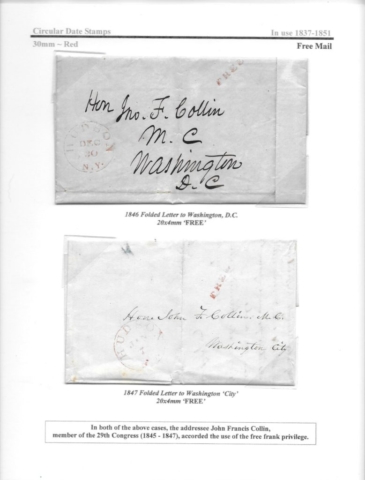 Circular Date Stamps
In use 1837-1851
30mm ~ Red
Free Mail
FREE
Hon Jno. F. Collin
M. C.
Washington
D. C
HUDSON
DEC
N.Y.
1846 Folded Letter to Washington, D.C.
20x4mm 'FREE'
FREE
Hon. John F. Collin M.C.
Washington City
HUD
1847 Folded Letter to Washington 'City'
20x4mm 'FREE'
In both of the above cases, the addressee John Francis Collin,
member of the 29th Congress (1845 - 1847), accorded the use of the free frank privilege.